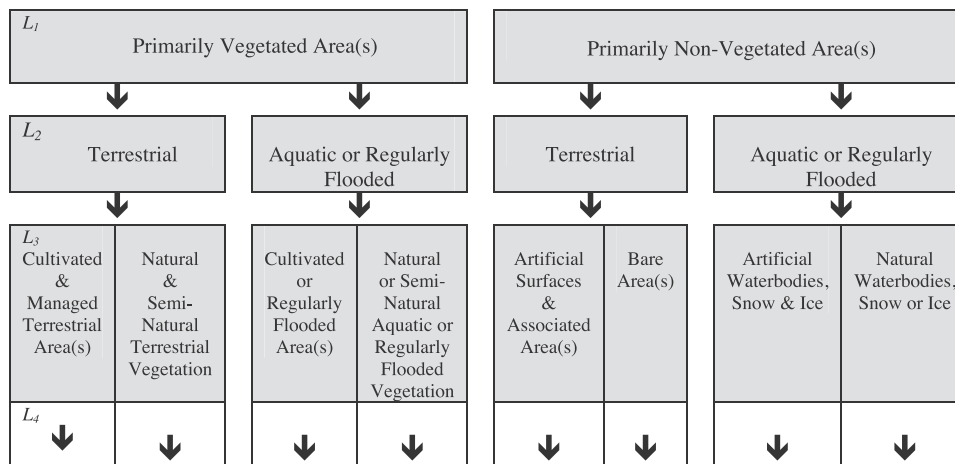 L1
Primarily Vegetated Area(s)
Primarily Non-Vegetated Area(s)
L2
Terrestrial
Aquatic or Regularly
Flooded
Terrestrial
Aquatic or Regularly
Flooded
L3
Cultivated
&
Managed
Terrestrial
Area(s)
Natural
&
Semi-
Natural
Terrestrial
Vegetation
Cultivated
or
Regularly
Flooded
Area(s)
Natural
or Semi-
Natural
Aquatic or
Regularly
Flooded
Vegetation
Artificial
Surfaces
&
Associated
Area(s)
Bare
Area(s)
Artificial
Waterbodies,
Snow & Ice
Natural
Waterbodies,
Snow or Ice
L4